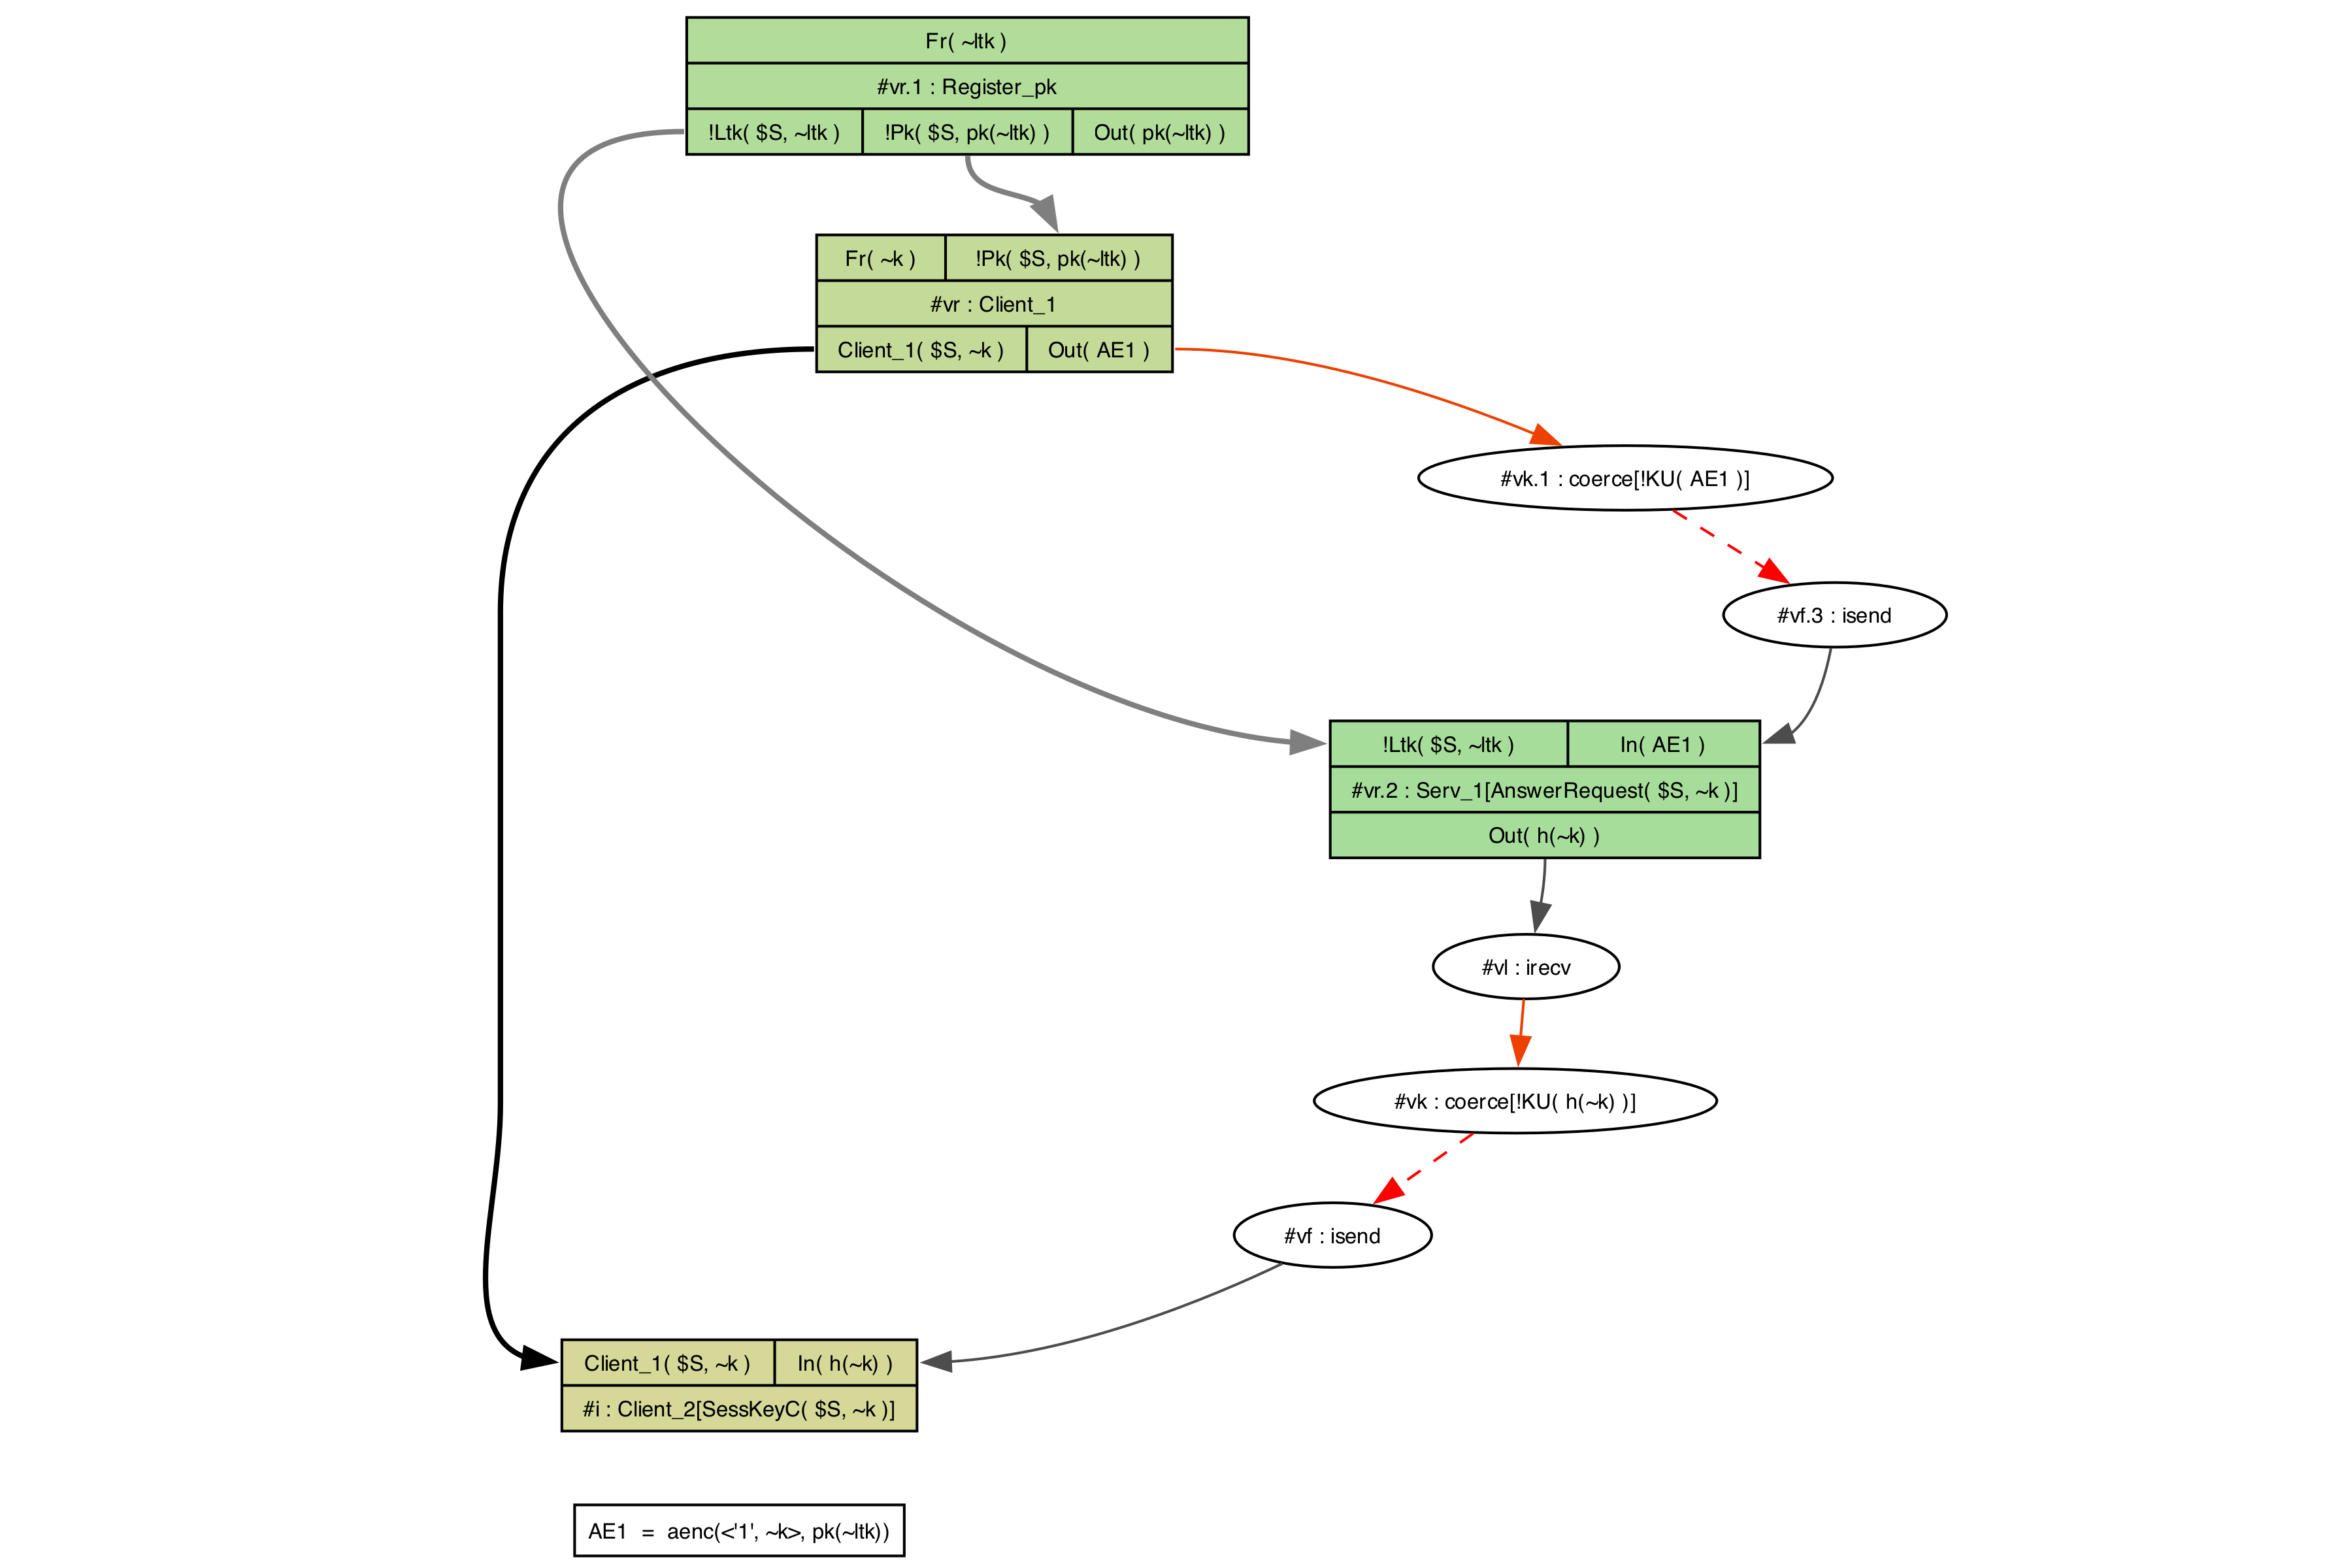 Fr( ~ltk )
#vr.1 : Register_pk
!Ltk( $S, ~ltk ) !Pk( $S, pk(~ltk) ) Out( pk(~ltk) )
Fr( ~k ) !Pk( $S, pk(~ltk) )
#vr : Client_1
Client_1( $S, ~k ) Out( AE1 )
#vk.1 : coerce[!KU( AE1 )]
#vf.3 : isend
!Ltk( $S, ~ltk ) In( AE1 )
#vr.2 : Serv_1[AnswerRequest( $S, ~k )]
Out( h(~k) )
#vl : irecv
#vk : coerce[!KU( h(~k) )]
#vf : isend
Client_1( $S, ~k ) In( h(~k) )
#i : Client_2[SessKeyC( $S, ~k )]
AE1 = aenc(<'1', ~k>, pk(~ltk))